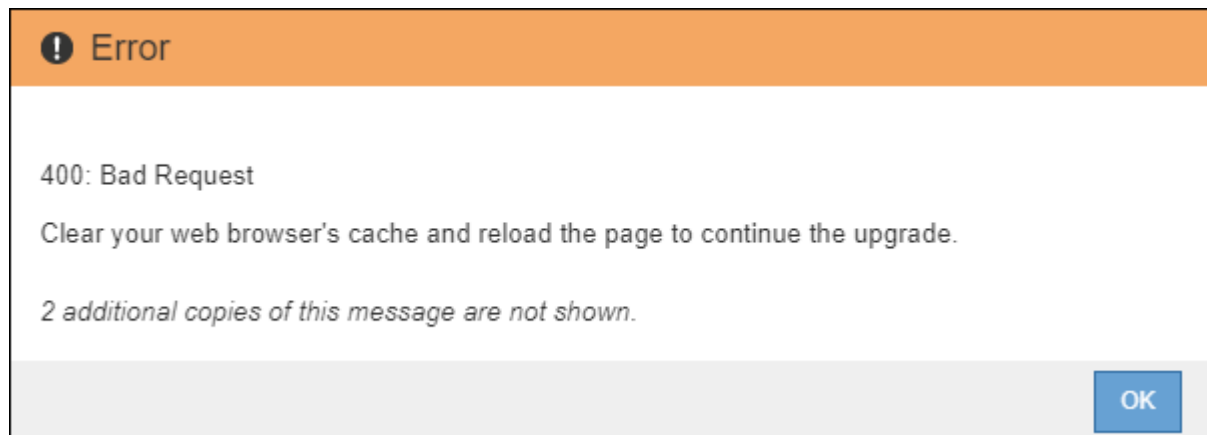 Error
400: Bad Request
Clear your web browser's cache and reload the page to continue the upgrade.
2 additional copies of this message are not shown.
OK